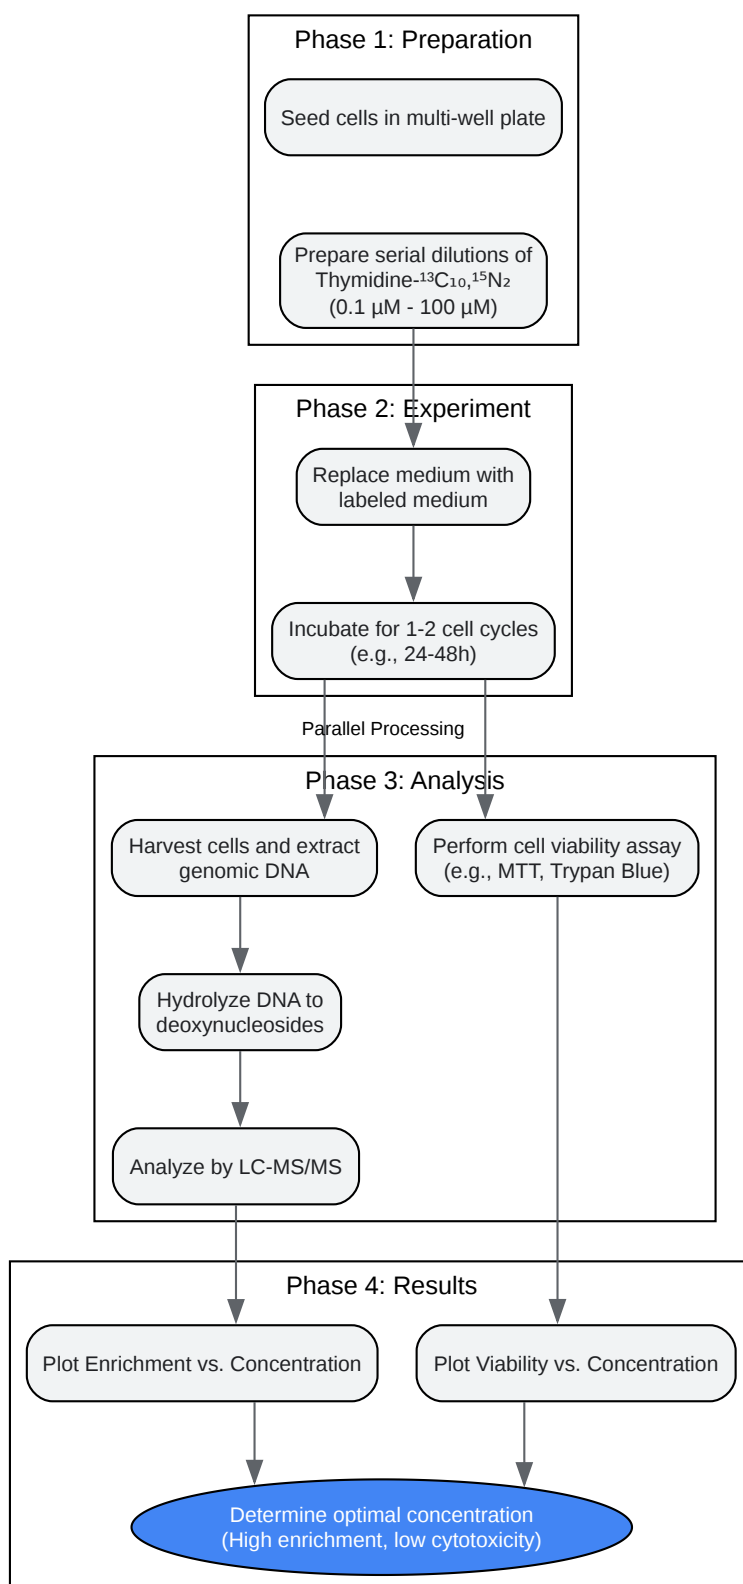 Phase 1: Preparation
Seed cells in multi-well plate
Prepare serial dilutions of
Thymidine-¹³C₁₀,¹⁵N₂
(0.1 µM - 100 µM)
Phase 2: Experiment
Replace medium with
labeled medium
Incubate for 1-2 cell cycles
(e.g., 24-48h)
Parallel Processing
Phase 3: Analysis
Harvest cells and extract
genomic DNA
Perform cell viability assay
(e.g., MTT, Trypan Blue)
Hydrolyze DNA to
deoxynucleosides
Analyze by LC-MS/MS
Phase 4: Results
Plot Enrichment vs. Concentration
Plot Viability vs. Concentration
Determine optimal concentration
(High enrichment, low cytotoxicity)